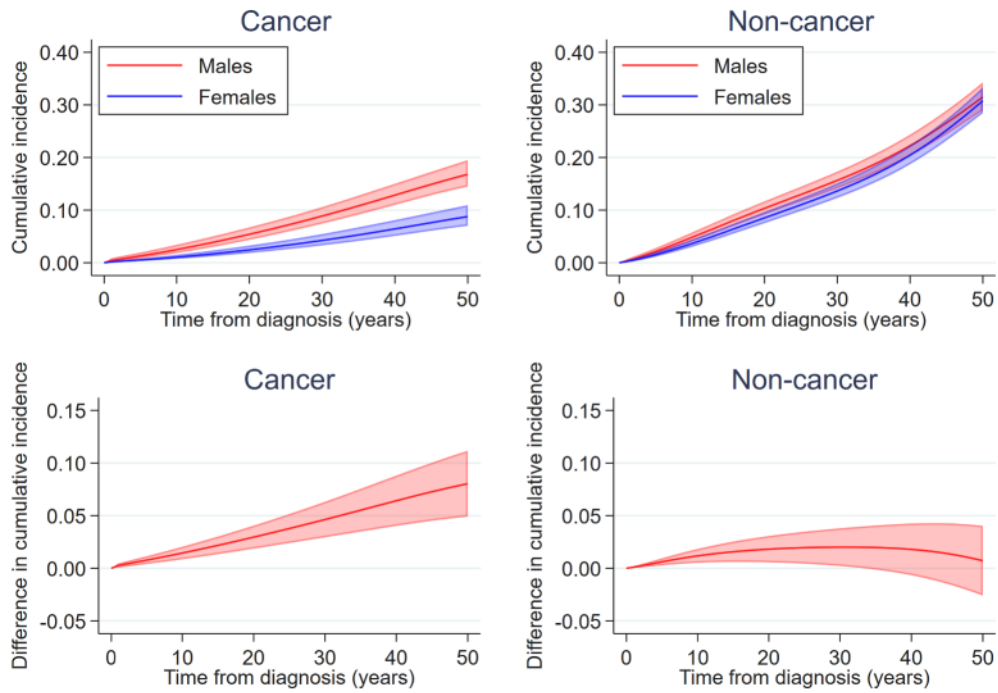 Cancer
Cumulative incidence
0.40
0.30
0.20
0.10
0.00
Males
Females
0 10 20 30 40 50
Time from diagnosis (years)
Non-cancer
Cumulative incidence
0.40
0.30
0.20
0.10
0.00
Males
Females
0 10 20 30 40 50
Time from diagnosis (years)
Cancer
Difference in cumulative incidence
0.15
0.10
0.05
0.00
-0.05
0 10 20 30 40 50
Time from diagnosis (years)
Non-cancer
Difference in cumulative incidence
0.15
0.10
0.05
0.00
-0.05
0 10 20 30 40 50
Time from diagnosis (years)